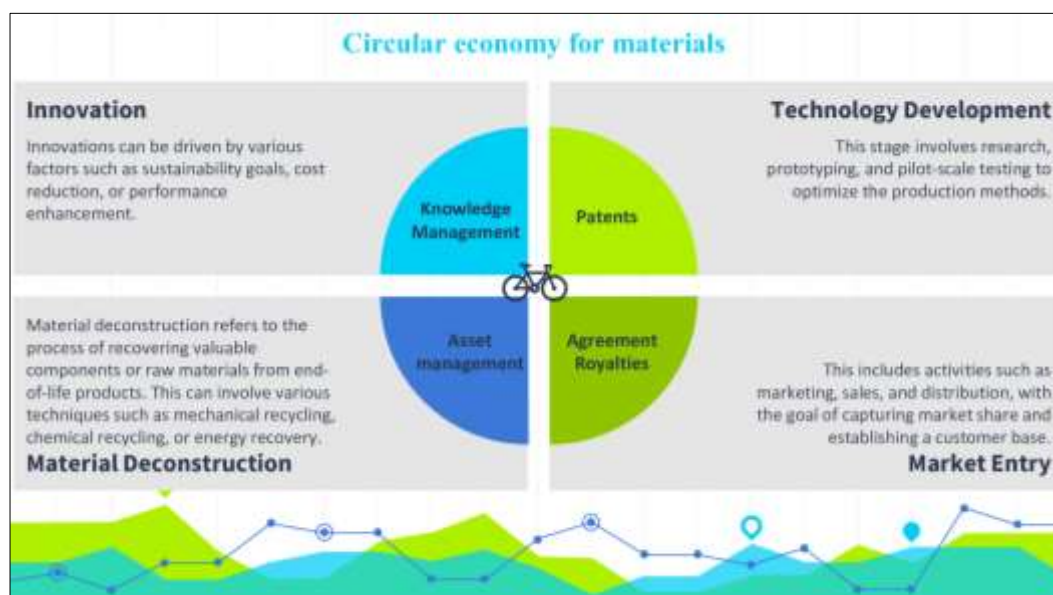 Circular economy for materials
Innovation
Innovations can be driven by various
factors such as sustainability goals, cost
reduction, or performance
enhancement.
Technology Development
This stage involves research,
prototyping, and pilot-scale testing to
optimize the production methods.
Knowledge
Management
Patents
Asset
management
Agreement
Royalties
Material deconstruction refers to the
process of recovering valuable
components or raw materials from end-
of-life products. This can involve various
techniques such as mechanical recycling,
chemical recycling, or energy recovery.
Material Deconstruction
This includes activities such as
marketing, sales, and distribution, with
the goal of capturing market share and
establishing a customer base.
Market Entry